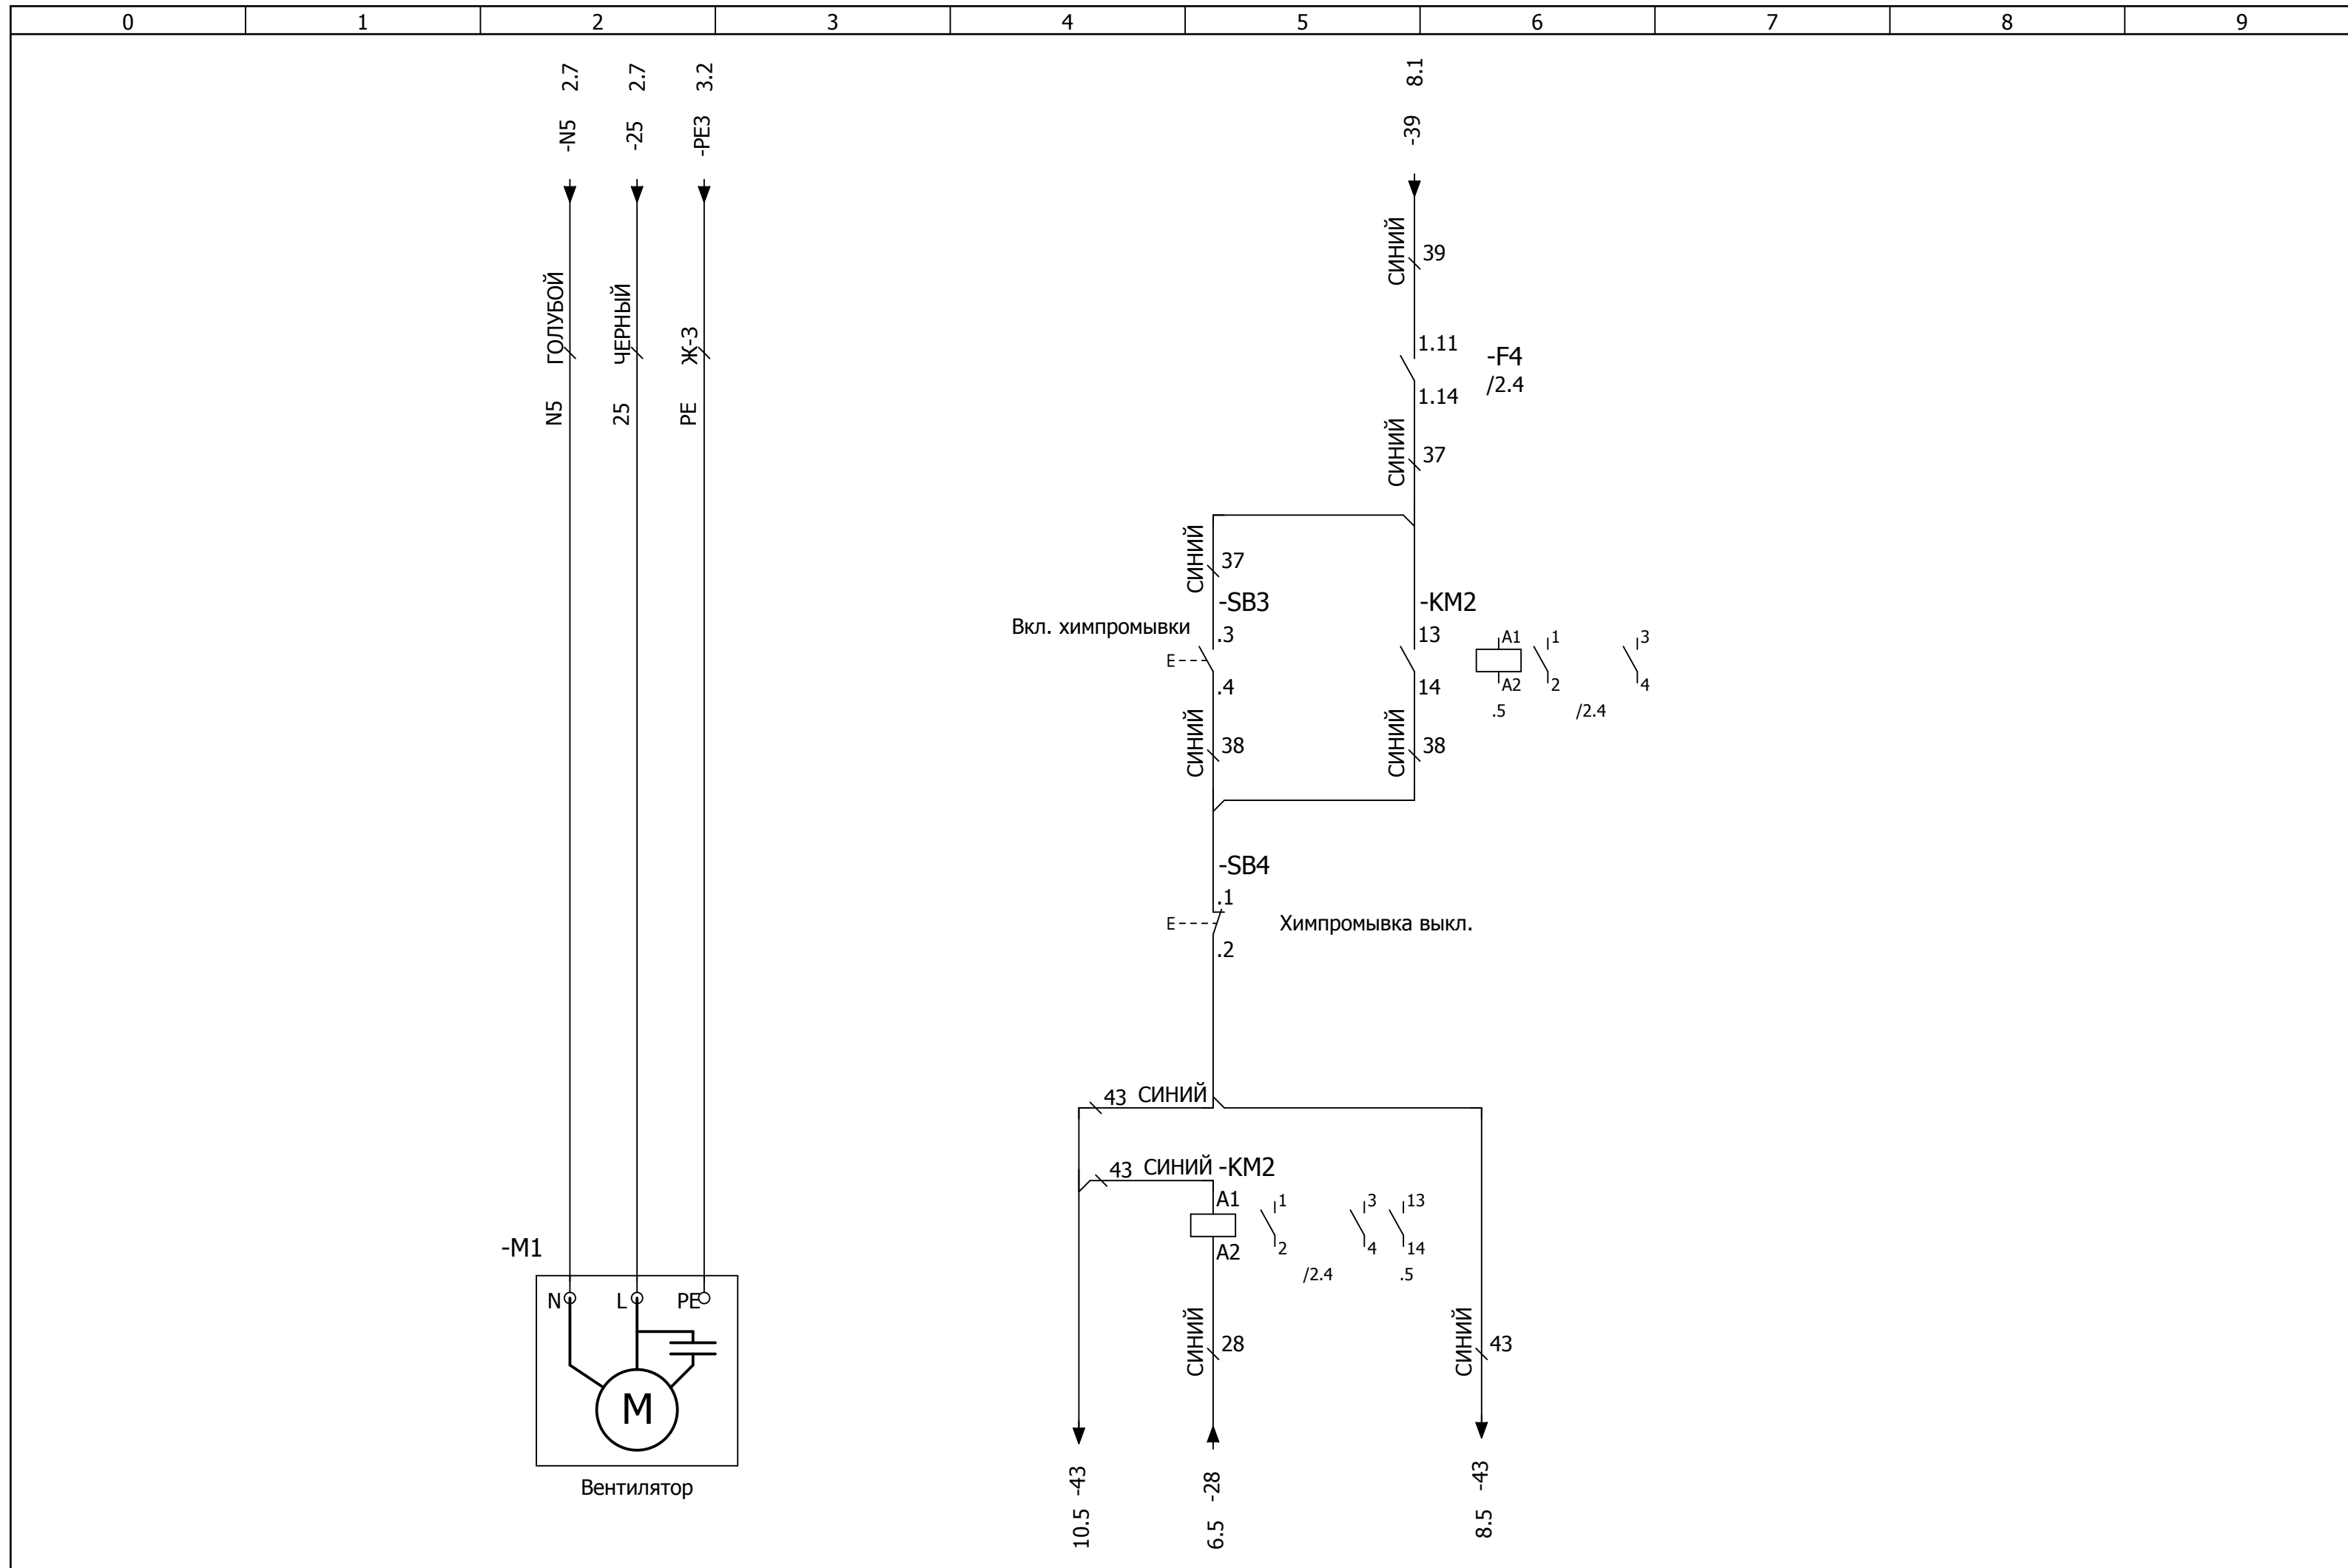 0 1 2 3 4 5 6 7 8 9
-N5 2.7
-25 2.7
-PE3 3.2
-39 8.1
ГОЛУБОЙ
N5
ЧЕРНЫЙ
25
Ж-З
PE
СИНИЙ 39
1.11
-F4
/2.4
1.14
СИНИЙ 37
СИНИЙ 37
-SB3
Вкл. химпромывки
.3
E
.4
СИНИЙ 38
-KM2
13
14
A1 1 3
A2 2 4
.5 /2.4
СИНИЙ 38
-SB4
.1
E
Химпромывка выкл.
.2
43 СИНИЙ
43 СИНИЙ
-KM2
A1 1 3 13
A2 2 4 14
/2.4 .5
СИНИЙ 28
СИНИЙ 43
-M1
N L PE
M
Вентилятор
10.5 -43
6.5 -28
8.5 -43